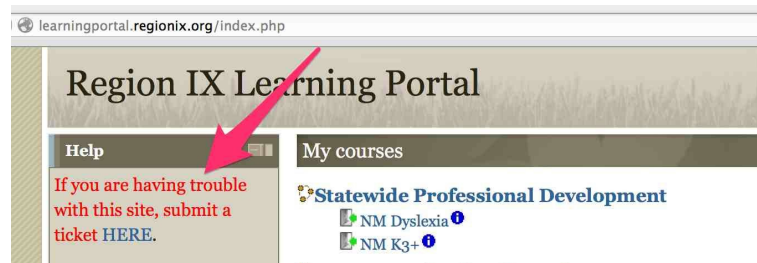 learningportal.regionix.org/index.php
Region IX Learning Portal
Help
If you are having trouble
with this site, submit a
ticket HERE.
My courses
Statewide Professional Development
NM Dyslexia
NM K3+